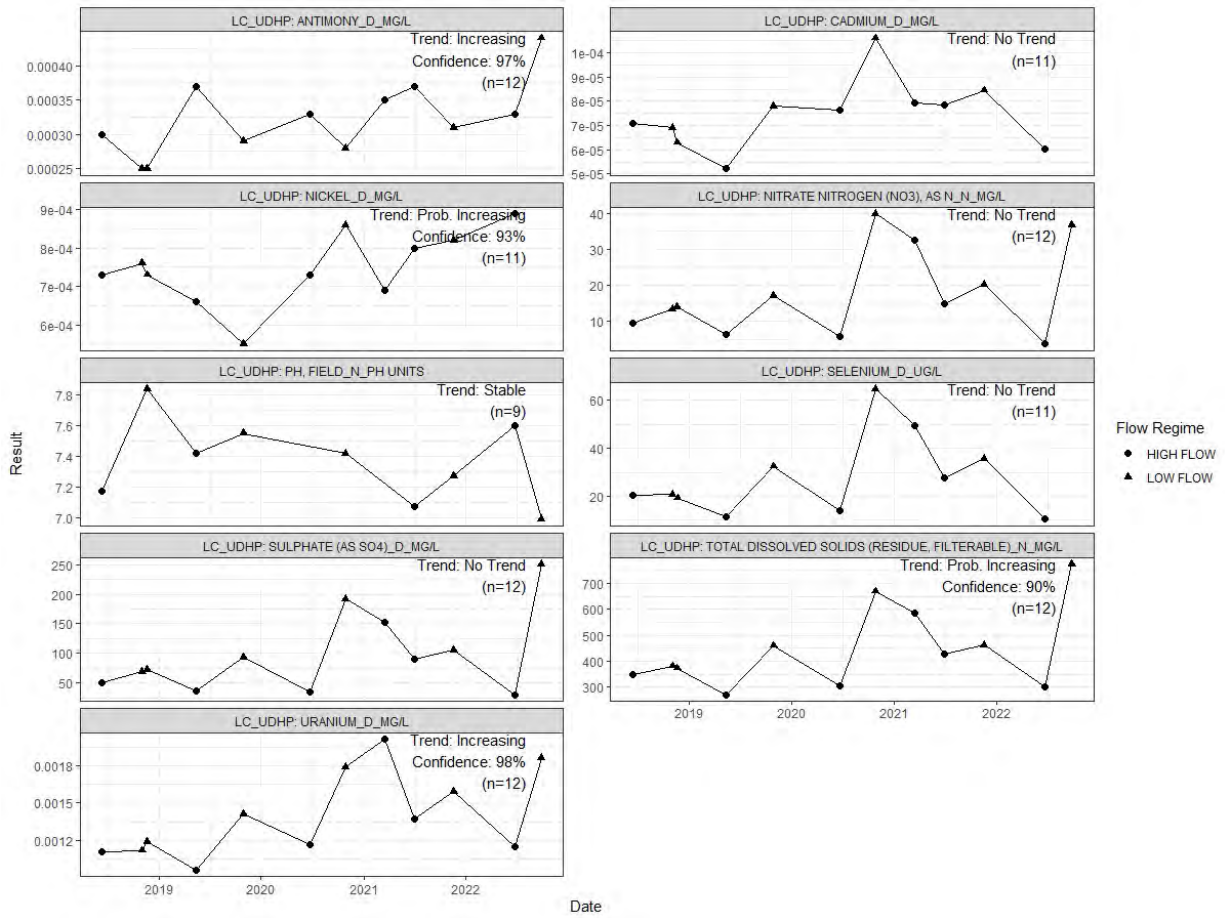 LC_UDHP: ANTIMONY_D_MG/L
Trend: Increasing
Confidence: 97%
(n=12)
0.00040
0.00035
0.00030
0.00025
LC_UDHP: CADMIUM_D_MG/L
Trend: No Trend
(n=11)
1e-04
9e-05
8e-05
7e-05
6e-05
5e-05
LC_UDHP: NICKEL_D_MG/L
Trend: Prob. Increasing
Confidence: 93%
(n=11)
9e-04
8e-04
7e-04
6e-04
LC_UDHP: NITRATE NITROGEN (NO3), AS N_N_MG/L
Trend: No Trend
(n=12)
40
30
20
10
LC_UDHP: PH, FIELD_N_PH UNITS
Trend: Stable
(n=9)
7.8
7.6
7.4
7.2
7.0
LC_UDHP: SELENIUM_D_UG/L
Trend: No Trend
(n=11)
60
40
20
LC_UDHP: SULPHATE (AS SO4)_D_MG/L
Trend: No Trend
(n=12)
250
200
150
100
50
LC_UDHP: TOTAL DISSOLVED SOLIDS (RESIDUE, FILTERABLE)_N_MG/L
Trend: Prob. Increasing
Confidence: 90%
(n=12)
700
600
500
400
300
2019 2020 2021 2022
LC_UDHP: URANIUM_D_MG/L
Trend: Increasing
Confidence: 98%
(n=12)
0.0018
0.0015
0.0012
2019 2020 2021 2022
Result
Date
Flow Regime
HIGH FLOW
LOW FLOW